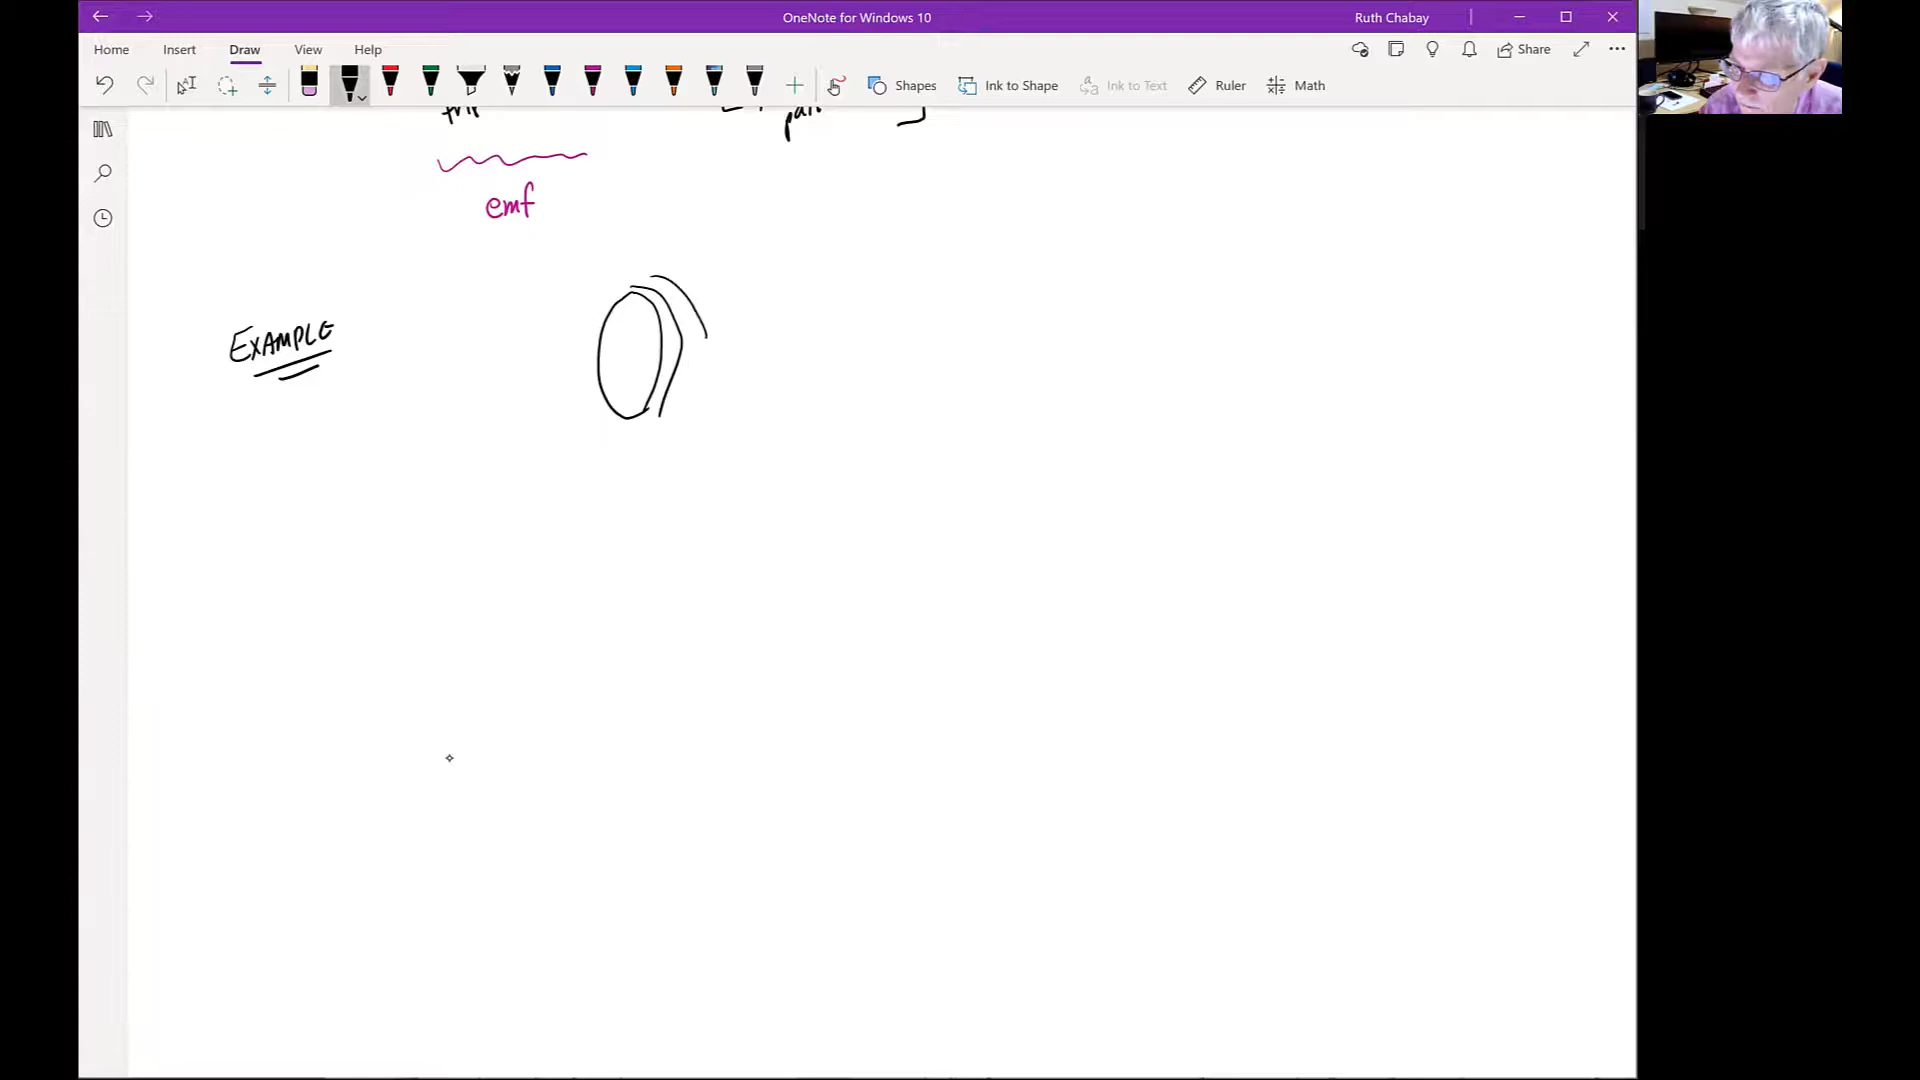 OneNote for Windows 10
Ruth Chabay
Home Insert Draw View Help
Share
Shapes Ink to Shape Ink to Text Ruler Math
emf
EXAMPLE